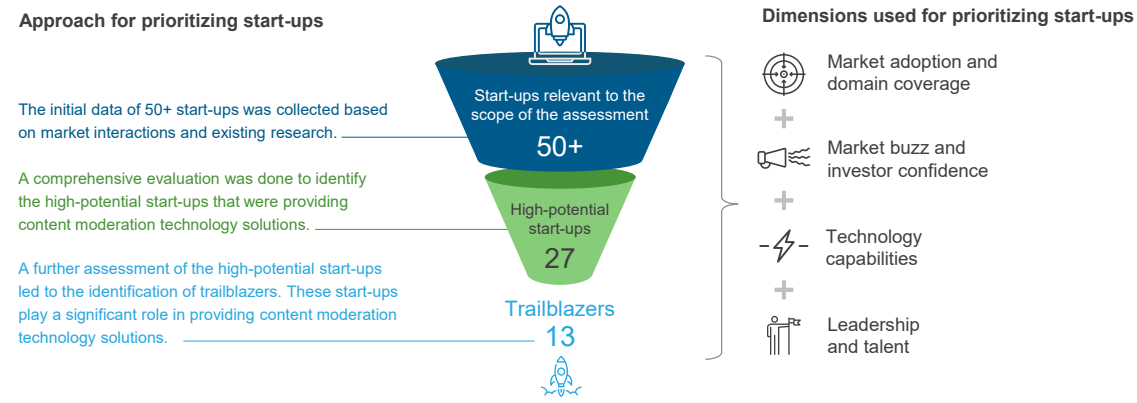 Approach for prioritizing start-ups
The initial data of 50+ start-ups was collected based
on market interactions and existing research.
A comprehensive evaluation was done to identify
the high-potential start-ups that were providing
content moderation technology solutions.
A further assessment of the high-potential start-ups
led to the identification of trailblazers. These start-ups
play a significant role in providing content moderation
technology solutions.
Start-ups relevant to the
scope of the assessment
50+
High-potential
start-ups
27
Trailblazers
13
Dimensions used for prioritizing start-ups
Market adoption and
domain coverage
+
Market buzz and
investor confidence
+
Technology
capabilities
+
Leadership
and talent